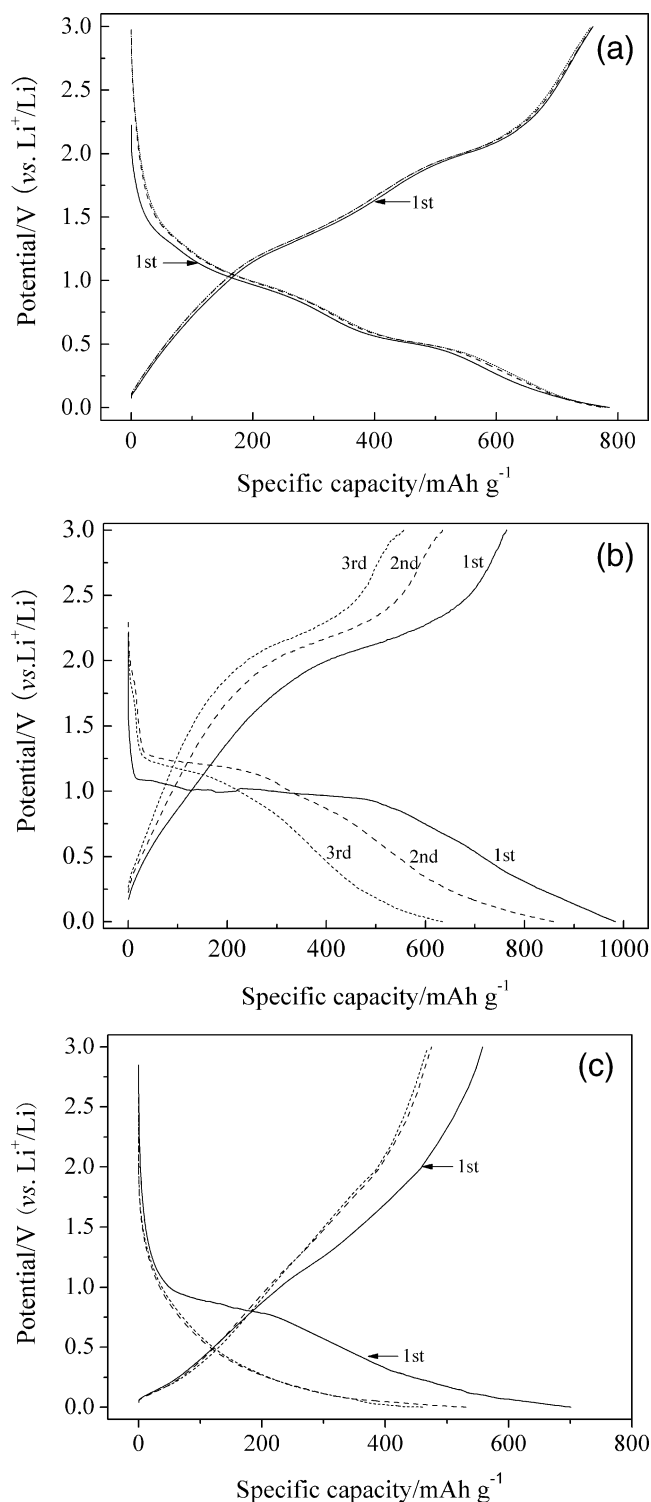 (a)
3.0
2.5
2.0
1.5
1.0
0.5
0.0
Potential/V (vs. Li⁺/Li)
1st
1st
0 200 400 600 800
Specific capacity/mAh g⁻¹
(b)
3.0
2.5
2.0
1.5
1.0
0.5
0.0
Potential/V (vs.Li⁺/Li)
3rd 2nd 1st
3rd 2nd 1st
0 200 400 600 800 1000
Specific capacity/mAh g⁻¹
(c)
3.0
2.5
2.0
1.5
1.0
0.5
0.0
Potential/V (vs. Li⁺/Li)
1st
1st
0 200 400 600 800
Specific capacity/mAh g⁻¹